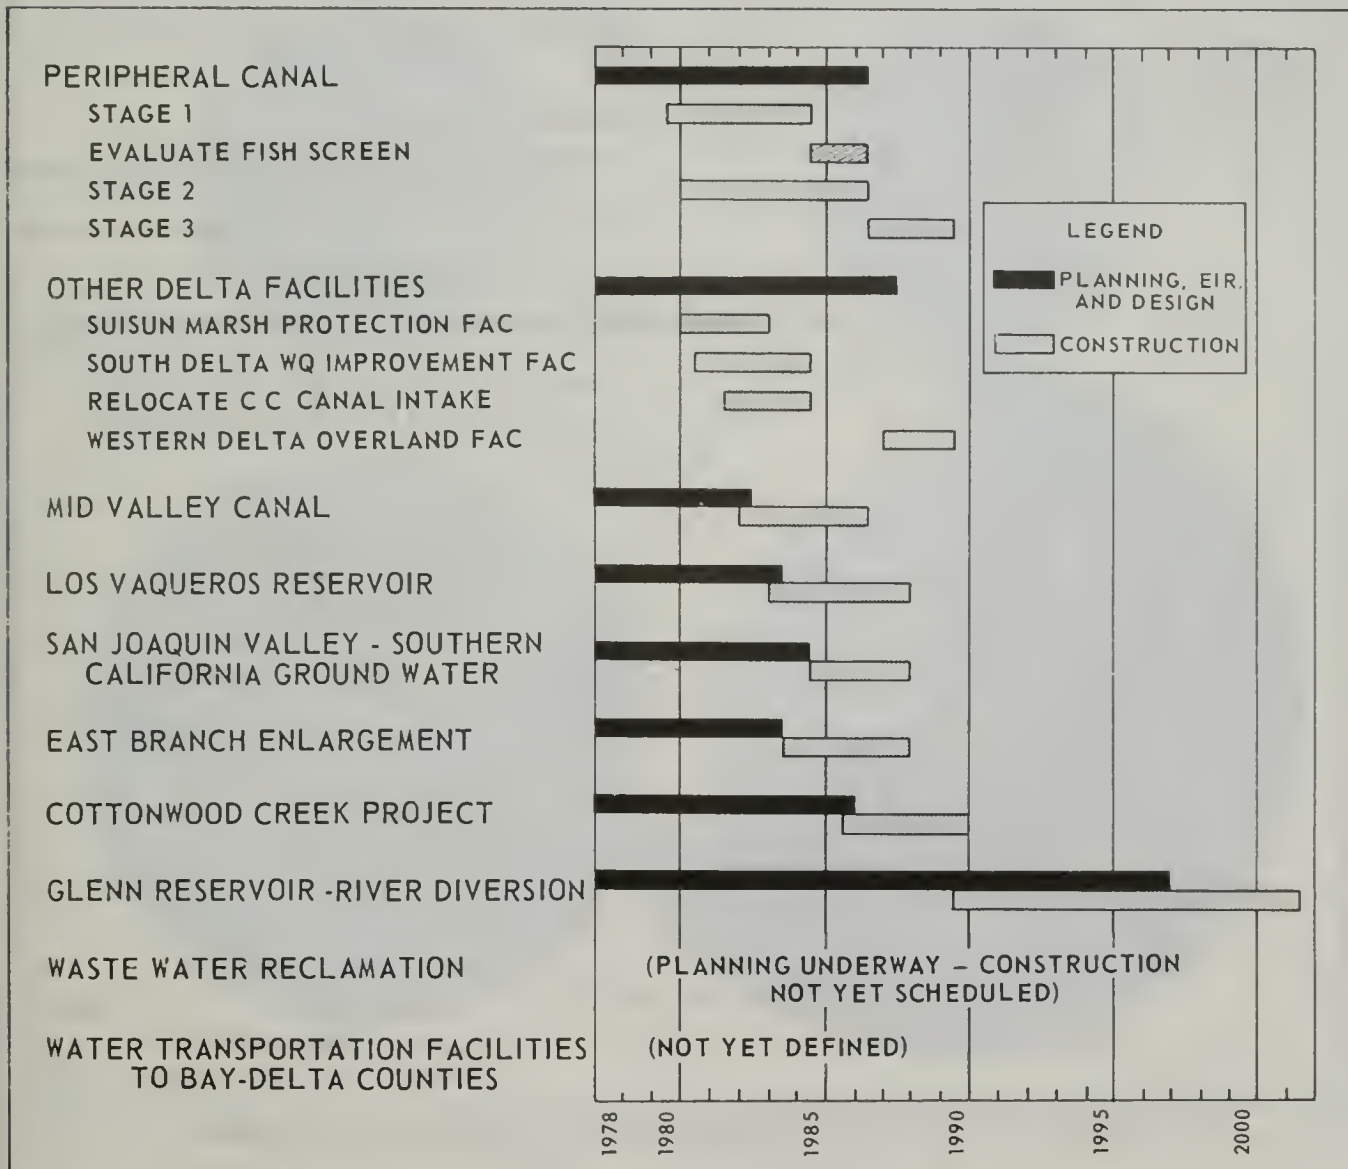 PERIPHERAL CANAL
STAGE 1
EVALUATE FISH SCREEN
STAGE 2
STAGE 3
LEGEND
PLANNING, EIR,
AND DESIGN
CONSTRUCTION
OTHER DELTA FACILITIES
SUISUN MARSH PROTECTION FAC
SOUTH DELTA WQ IMPROVEMENT FAC
RELOCATE C C CANAL INTAKE
WESTERN DELTA OVERLAND FAC
MID VALLEY CANAL
LOS VAQUEROS RESERVOIR
SAN JOAQUIN VALLEY - SOUTHERN
CALIFORNIA GROUND WATER
EAST BRANCH ENLARGEMENT
COTTONWOOD CREEK PROJECT
GLENN RESERVOIR -RIVER DIVERSION
WASTE WATER RECLAMATION
(PLANNING UNDERWAY – CONSTRUCTION
NOT YET SCHEDULED)
WATER TRANSPORTATION FACILITIES
TO BAY-DELTA COUNTIES
(NOT YET DEFINED)
1978
1980
1985
1990
1995
2000